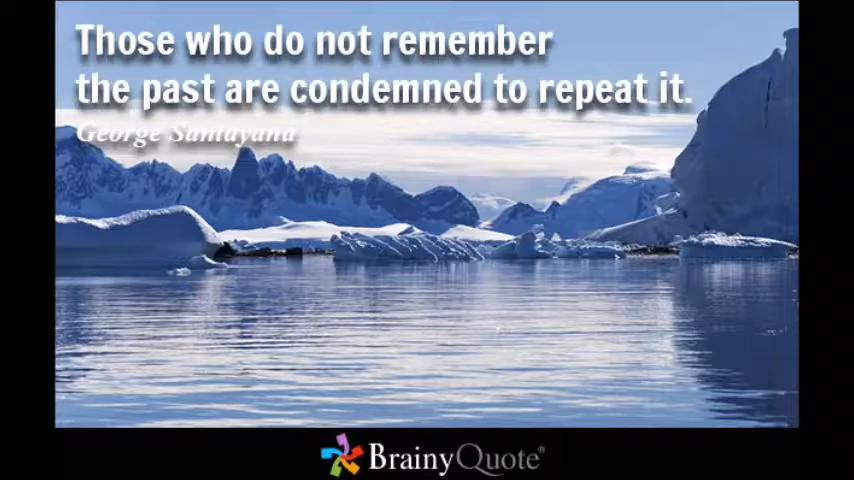 Those who do not remember
the past are condemned to repeat it.
George Santayana
BrainyQuote®